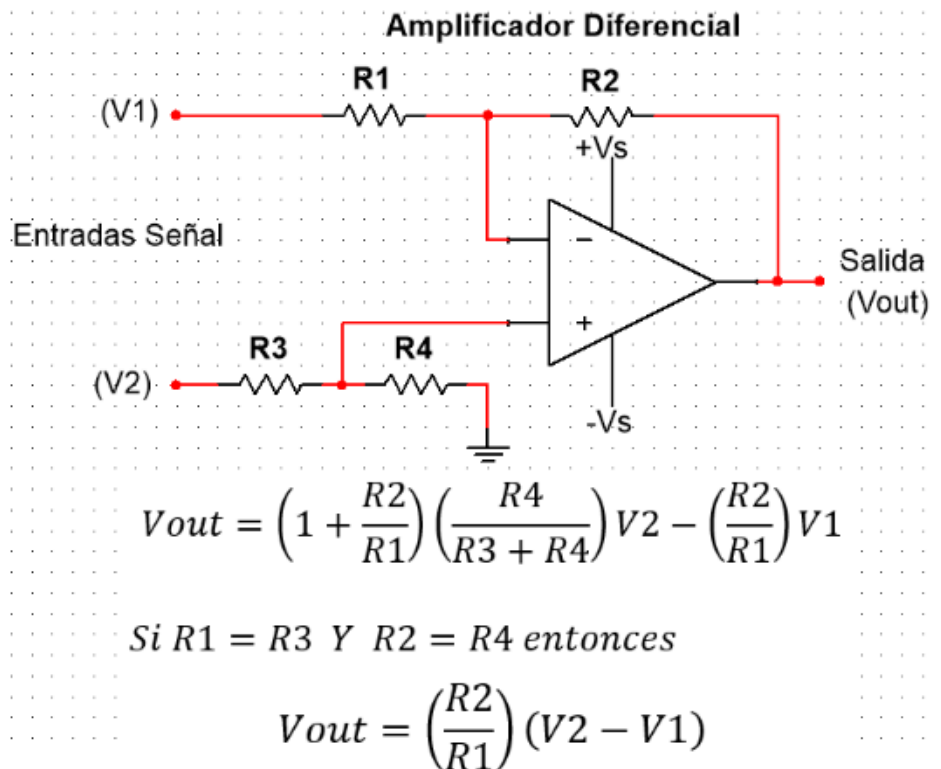 Amplificador Diferencial
R1
R2
(V1)
+Vs
Entradas Señal
−
Salida
(Vout)
+
R3
R4
(V2)
-Vs
Vout = (1 + R2/R1) (R4/(R3 + R4)) V2 − (R2/R1) V1
Si R1 = R3 Y R2 = R4 entonces
Vout = (R2/R1) (V2 − V1)